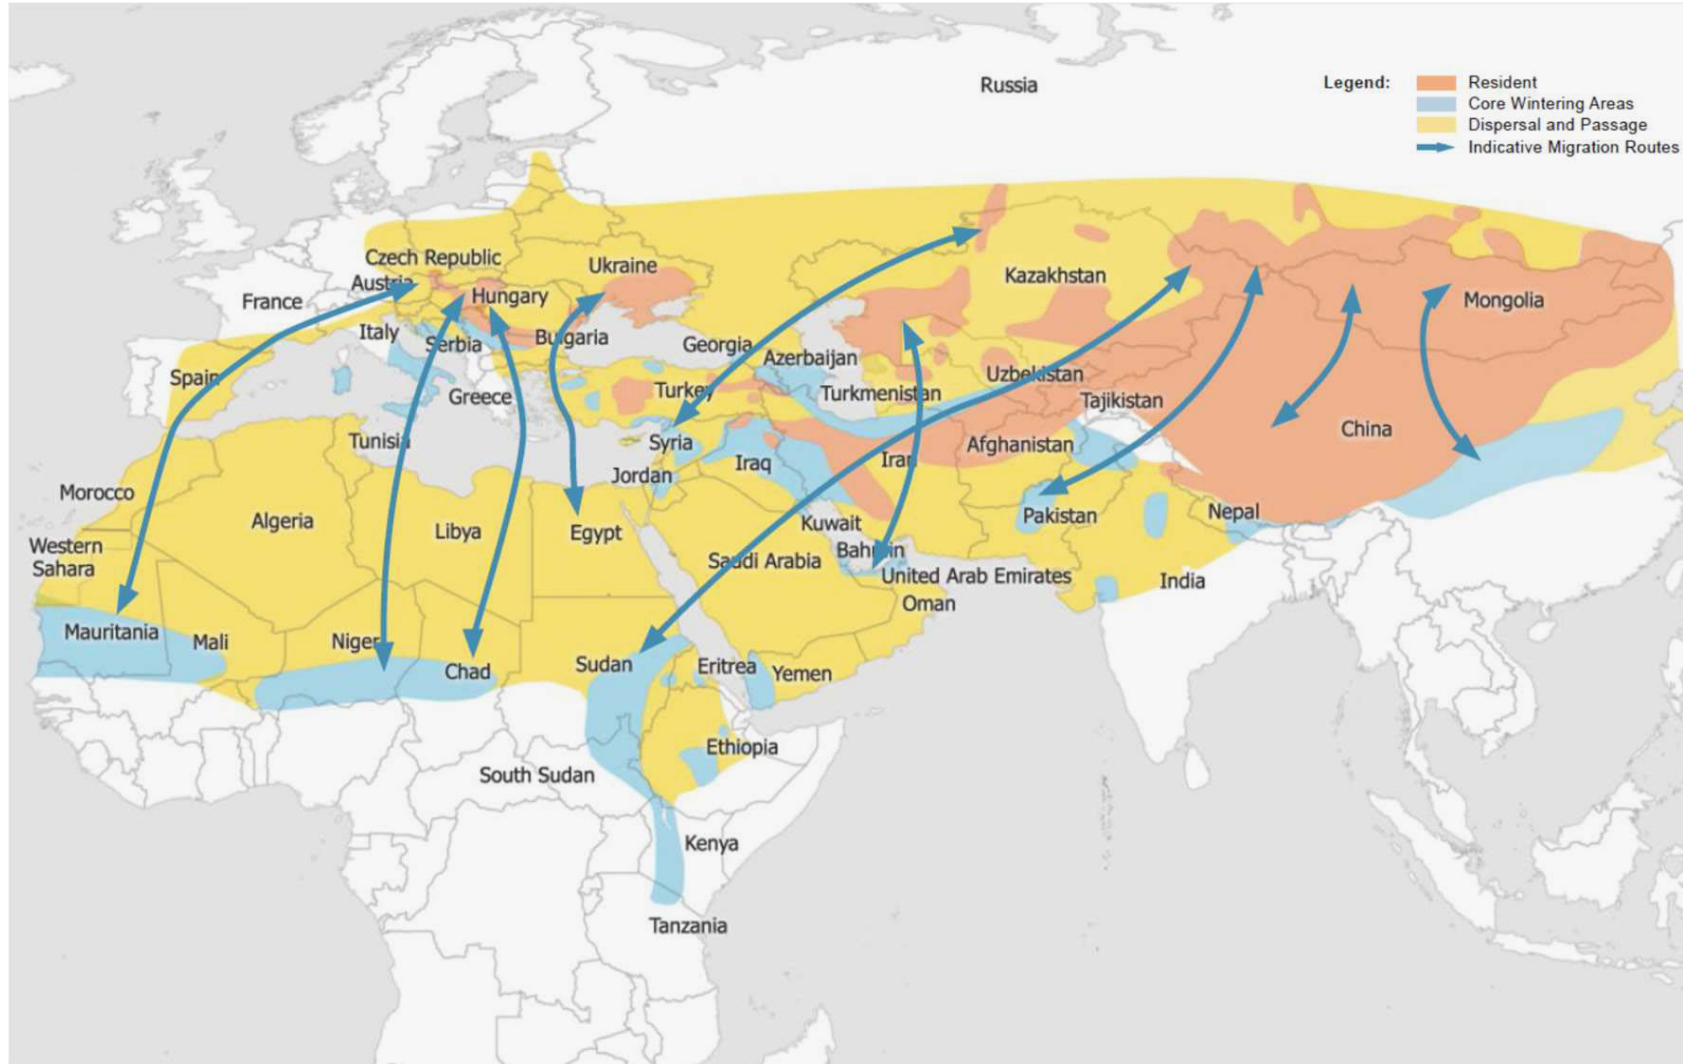 Russia
Legend:
Resident
Core Wintering Areas
Dispersal and Passage
Indicative Migration Routes
Czech Republic
Ukraine
Austria
Hungary
France
Kazakhstan
Mongolia
Italy
Serbia
Bulgaria
Georgia
Azerbaijan
Spain
Greece
Turkey
Turkmenistan
Uzbekistan
Tajikistan
Tunisia
Syria
Iraq
Iran
Afghanistan
China
Jordan
Morocco
Algeria
Libya
Egypt
Kuwait
Pakistan
Nepal
Western
Sahara
Saudi Arabia
Bahrain
United Arab Emirates
India
Oman
Mauritania
Mali
Niger
Chad
Sudan
Eritrea
Yemen
Ethiopia
South Sudan
Kenya
Tanzania